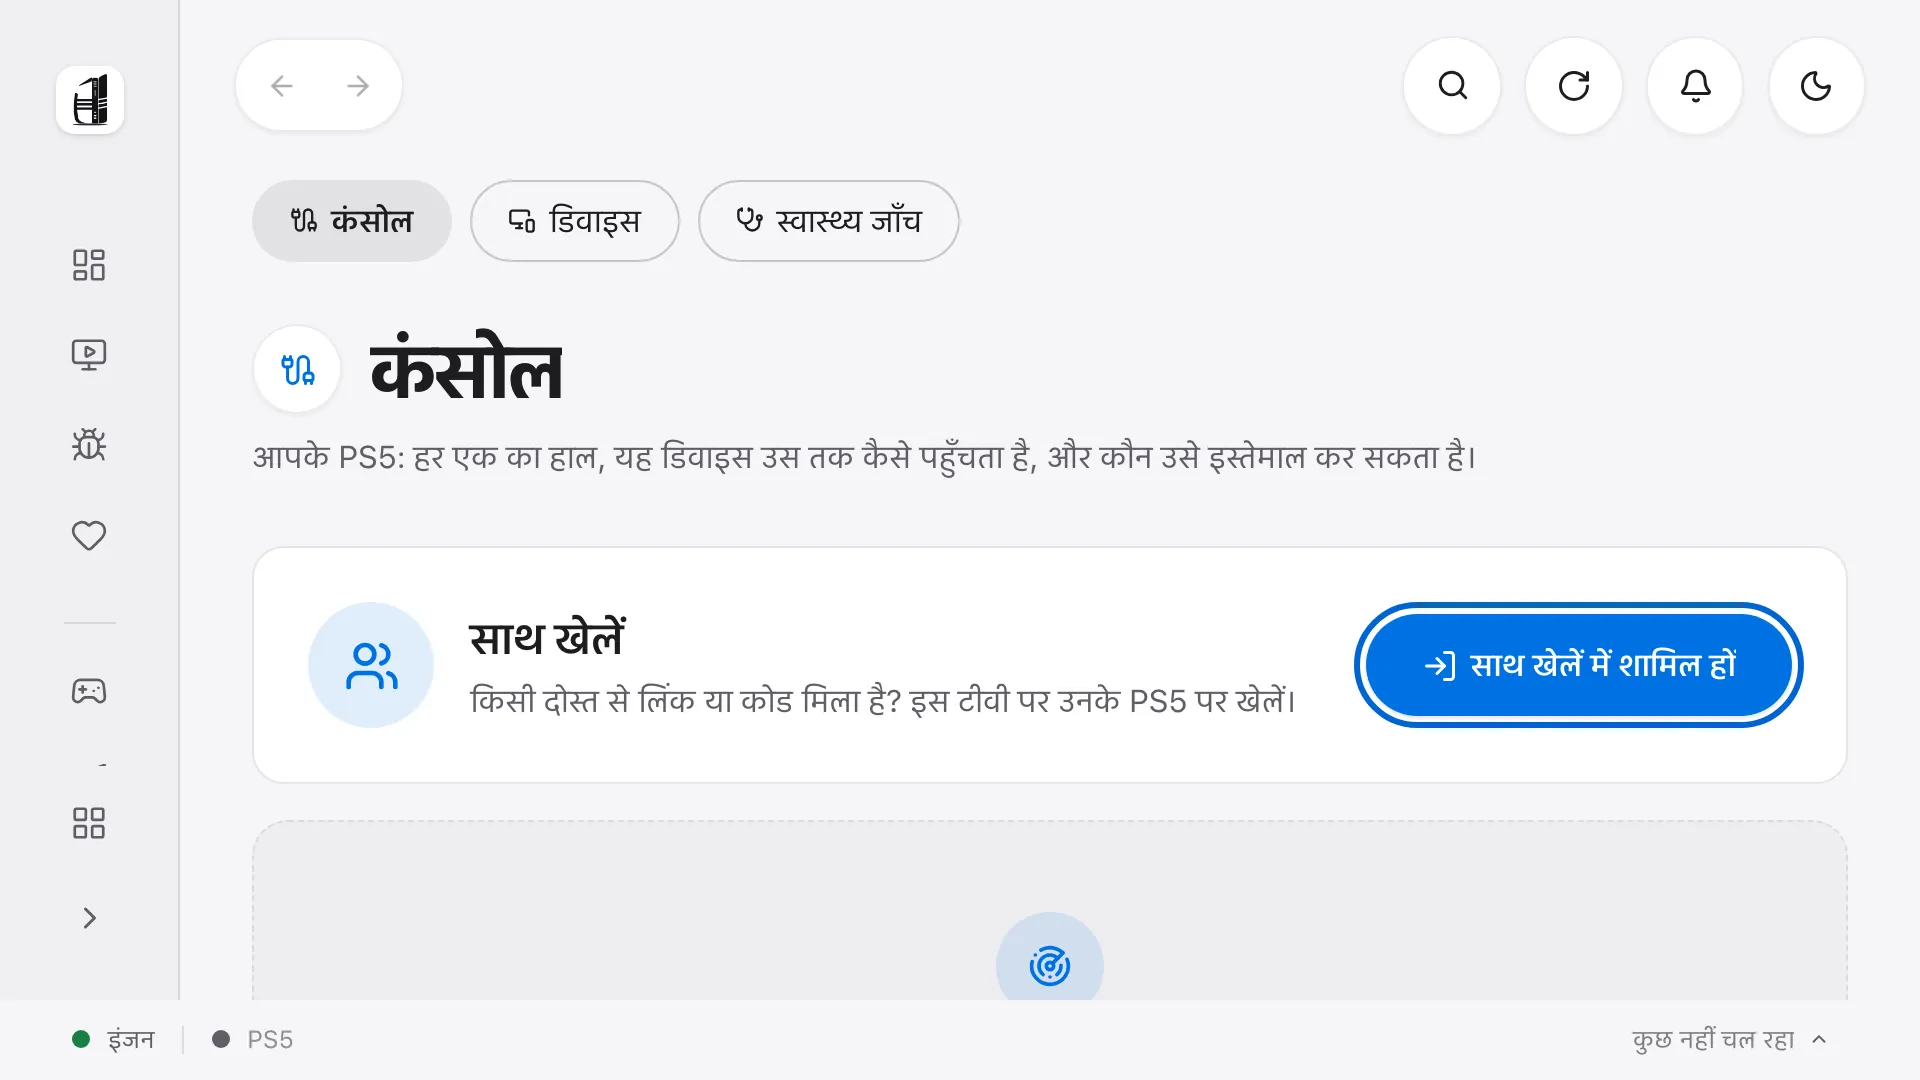 कंसोल
डिवाइस
स्वास्थ्य जाँच
कंसोल
आपके PS5: हर एक का हाल, यह डिवाइस उस तक कैसे पहुँचता है, और कौन उसे इस्तेमाल कर सकता है।
साथ खेलें
किसी दोस्त से लिंक या कोड मिला है? इस टीवी पर उनके PS5 पर खेलें।
साथ खेलें में शामिल हों
इंजन
PS5
कुछ नहीं चल रहा